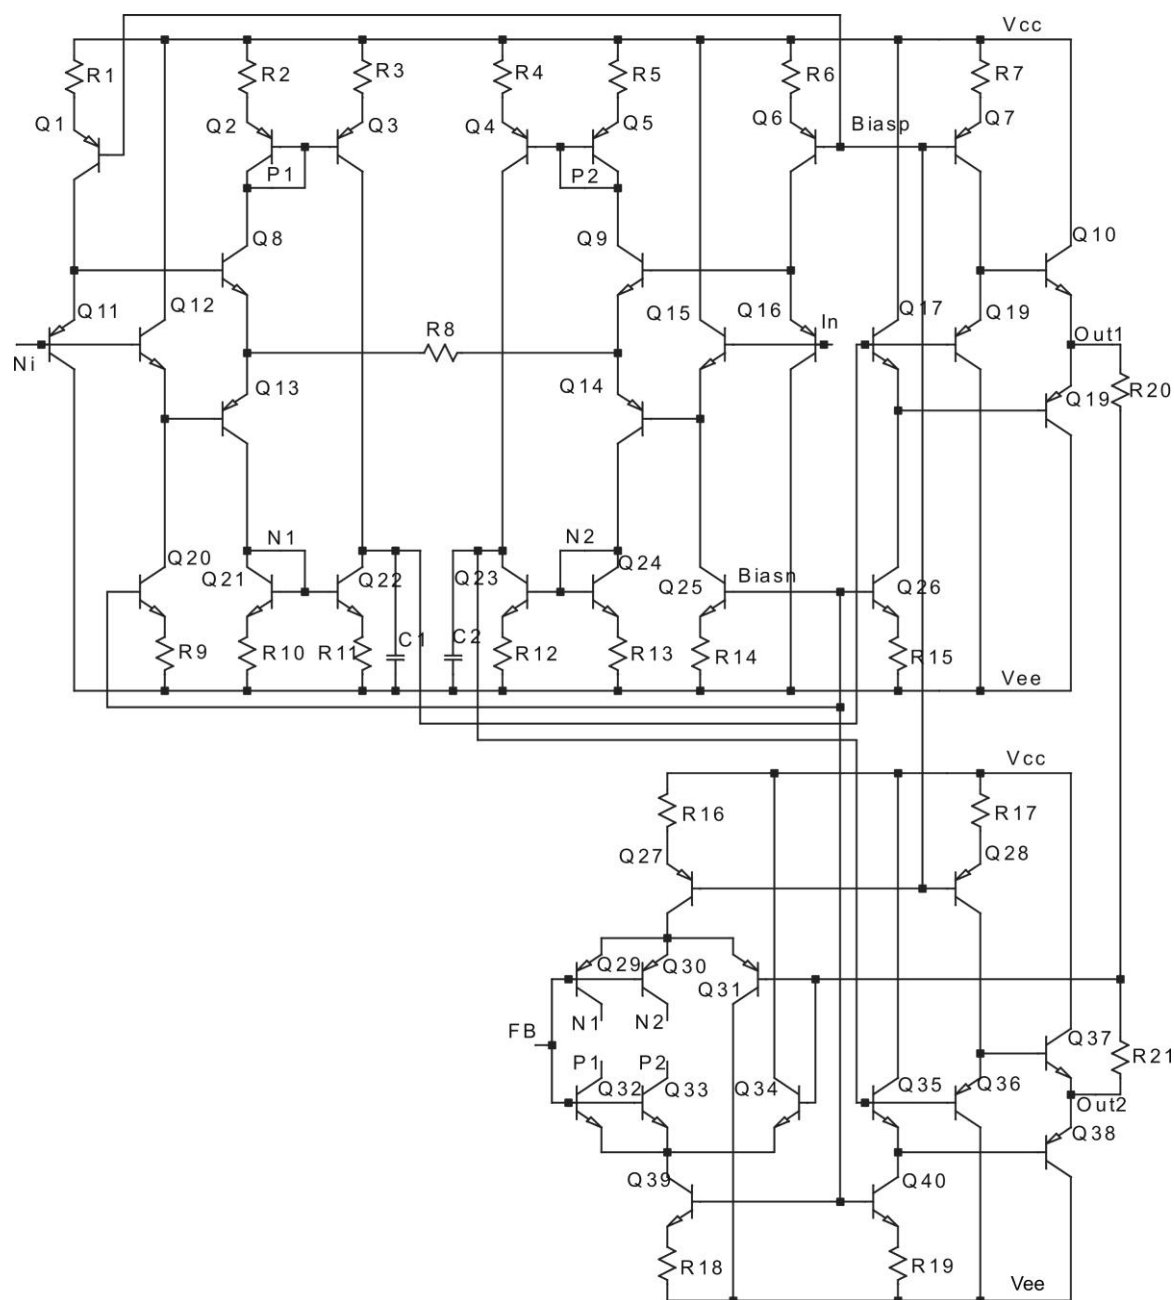 Vcc
R1 R2 R3 R4 R5 R6 R7
Q1 Q2 Q3 Q4 Q5 Q6 Biasp Q7
P1 P2
Q8 Q9 Q10
Q11 Q12 Q15 Q16 In Q17 Q19
Ni R8 Out1
Q13 Q14 Q19 R20
N1 N2
Q20 Q21 Q22 Q23 Q24 Q25 Biasn Q26
R9 R10 R11 C1 C2 R12 R13 R14 R15
Vee
Vcc
R16 R17
Q27 Q28
Q29 Q30 Q31
N1 N2
FB
P1 P2 Q37
Q32 Q33 Q34 Q35 Q36 R21
Out2
Q38
Q39 Q40
R18 R19
Vee